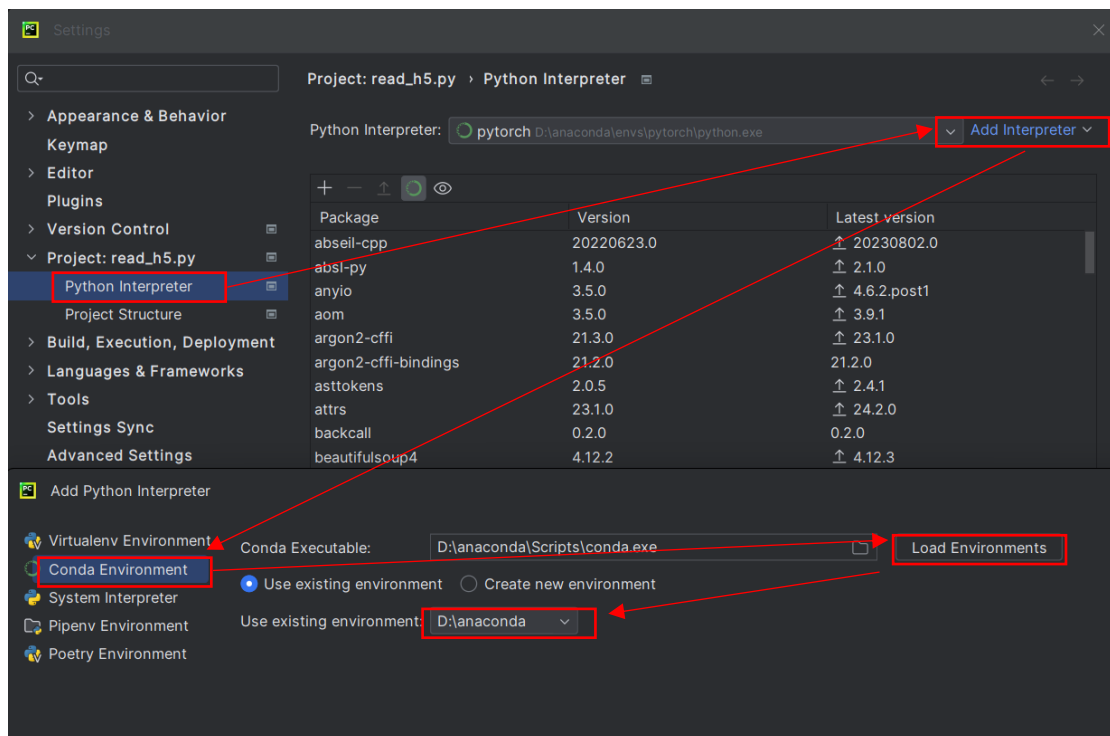 Settings
Project: read_h5.py › Python Interpreter
Appearance & Behavior
Keymap
Editor
Plugins
Version Control
Project: read_h5.py
Python Interpreter
Project Structure
Build, Execution, Deployment
Languages & Frameworks
Tools
Settings Sync
Advanced Settings
Python Interpreter: pytorch D:\anaconda\envs\pytorch\python.exe Add Interpreter
Package Version Latest version
abseil-cpp 20220623.0 20230802.0
absl-py 1.4.0 2.1.0
anyio 3.5.0 4.6.2.post1
aom 3.5.0 3.9.1
argon2-cffi 21.3.0 23.1.0
argon2-cffi-bindings 21.2.0 21.2.0
asttokens 2.0.5 2.4.1
attrs 23.1.0 24.2.0
backcall 0.2.0 0.2.0
beautifulsoup4 4.12.2 4.12.3
Add Python Interpreter
Virtualenv Environment
Conda Environment
System Interpreter
Pipenv Environment
Poetry Environment
Conda Executable: D:\anaconda\Scripts\conda.exe Load Environments
Use existing environment Create new environment
Use existing environment: D:\anaconda